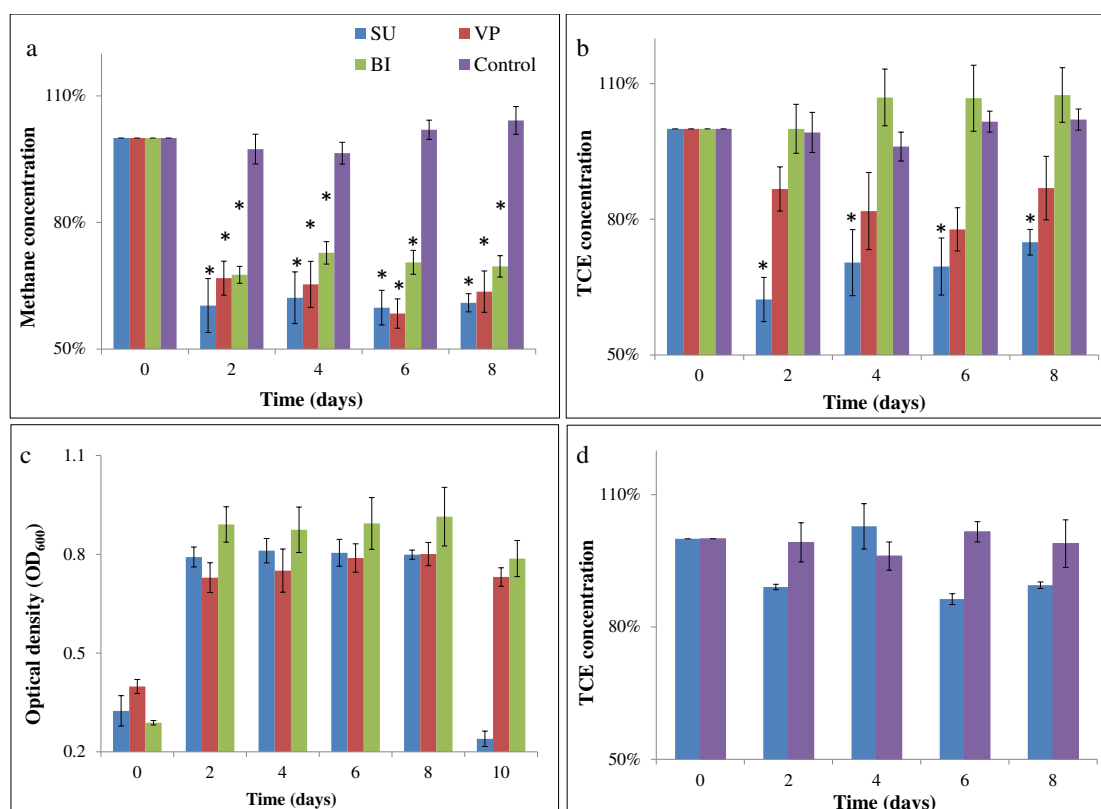 a
SU VP
BI Control
110%
80%
50%
Methane concentration
* * * * * * * * * * * *
0 2 4 6 8
Time (days)
b
110%
80%
50%
TCE concentration
* * * *
0 2 4 6 8
Time (days)
c
1.1
0.8
0.5
0.2
Optical density (OD600)
0 2 4 6 8 10
Time (days)
d
110%
80%
50%
TCE concentration
0 2 4 6 8
Time (days)